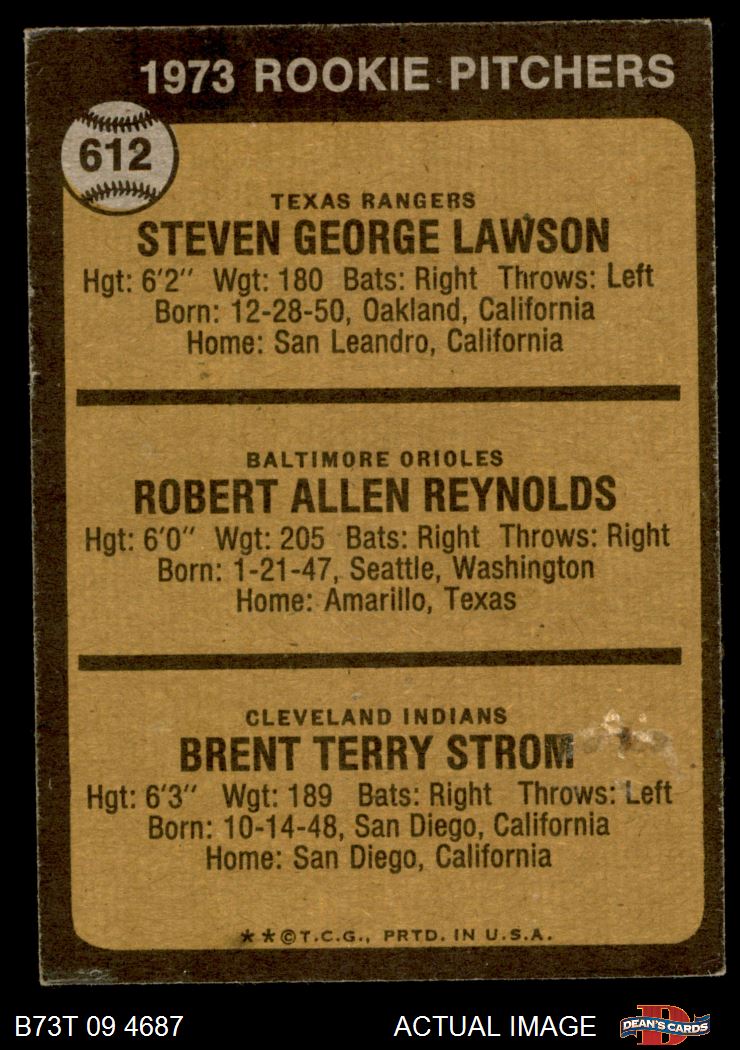 1973 ROOKIE PITCHERS
612
TEXAS RANGERS
STEVEN GEORGE LAWSON
Hgt: 6'2" Wgt: 180 Bats: Right Throws: Left
Born: 12-28-50, Oakland, California
Home: San Leandro, California
BALTIMORE ORIOLES
ROBERT ALLEN REYNOLDS
Hgt: 6'0" Wgt: 205 Bats: Right Throws: Right
Born: 1-21-47, Seattle, Washington
Home: Amarillo, Texas
CLEVELAND INDIANS
BRENT TERRY STROM
Hgt: 6'3" Wgt: 189 Bats: Right Throws: Left
Born: 10-14-48, San Diego, California
Home: San Diego, California
**©T.C.G., PRTD. IN U.S.A.
B73T 09 4687 ACTUAL IMAGE
D
DEAN'S CARDS